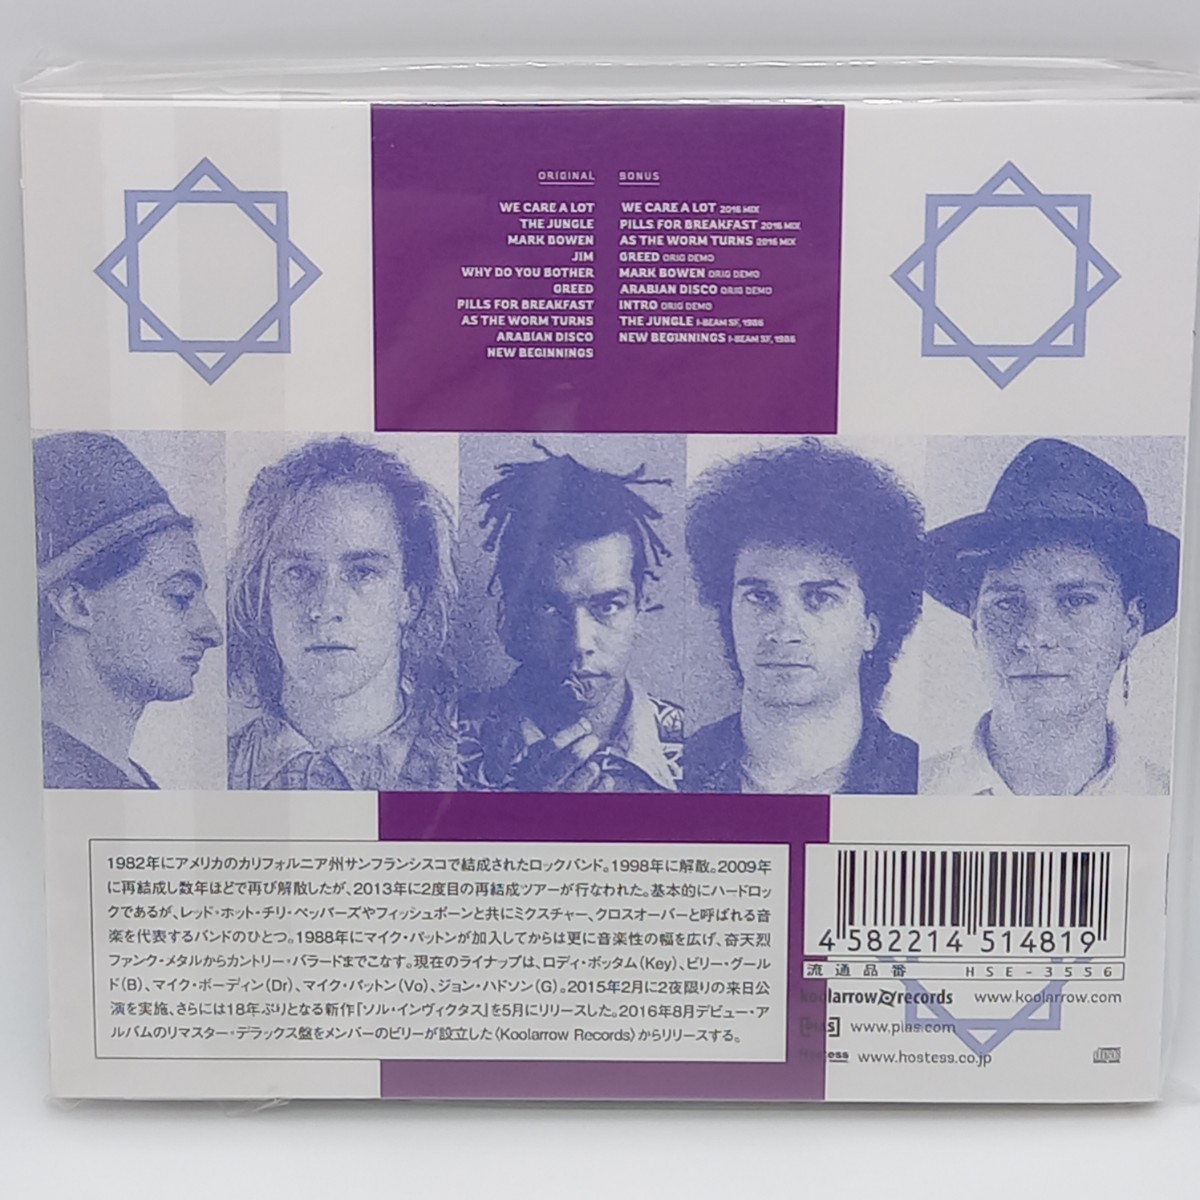 ORIGINAL
WE CARE A LOT
THE JUNGLE
MARK BOWEN
JIM
WHY DO YOU BOTHER
GREED
PILLS FOR BREAKFAST
AS THE WORM TURNS
ARABIAN DISCO
NEW BEGINNINGS
BONUS
WE CARE A LOT 2016 MIX
PILLS FOR BREAKFAST 2016 MIX
AS THE WORM TURNS 2016 MIX
GREED ORIG DEMO
MARK BOWEN ORIG DEMO
ARABIAN DISCO ORIG DEMO
INTRO ORIG DEMO
THE JUNGLE I-BEAM SF, 1986
NEW BEGINNINGS I-BEAM SF, 1986
1982年にアメリカのカリフォルニア州サンフランシスコで結成されたロックバンド。1998年に解散。2009年
に再結成し数年ほどで再び解散したが、2013年に2度目の再結成ツアーが行なわれた。基本的にハードロッ
クであるが、レッド・ホット・チリ・ペッパーズやフィッシュボーンと共にミクスチャー、クロスオーバーと呼ばれる音
楽を代表するバンドのひとつ。1988年にマイク・パットンが加入してからは更に音楽性の幅を広げ、奇天烈
ファンク・メタルからカントリー・バラードまでこなす。現在のラインナップは、ロディ・ボッタム(Key)、ビリー・グール
ド(B)、マイク・ボーディン(Dr)、マイク・パットン(Vo)、ジョン・ハドソン(G)。2015年2月に2夜限りの来日公
演を実施、さらには18年ぶりとなる新作『ソル・インヴィクタス』を5月にリリースした。2016年8月デビュー・ア
ルバムのリマスター・デラックス盤をメンバーのビリーが設立した〈Koolarrow Records〉からリリースする。
4 582214 514819
流通品番 HSE-3556
koolarrow records www.koolarrow.com
[PIAS] www.pias.com
Hostess www.hostess.co.jp